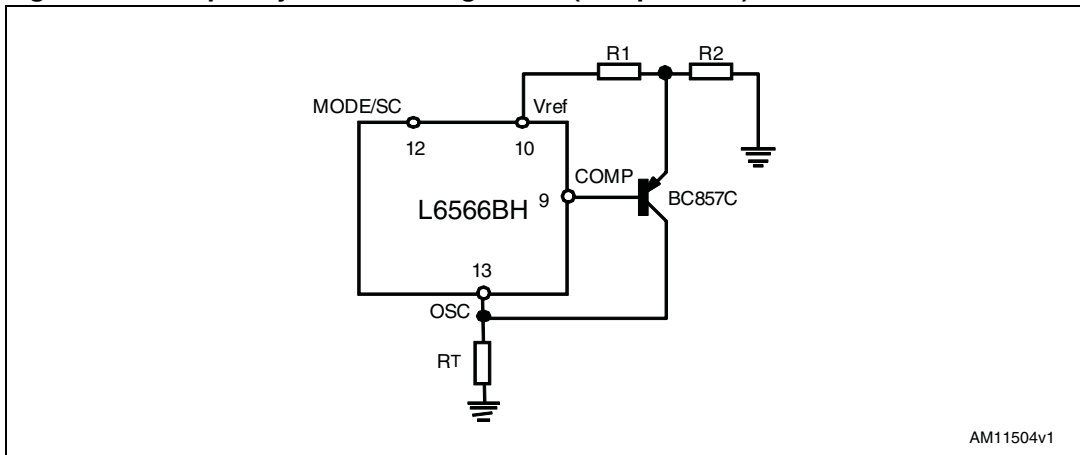 R1
R2
MODE/SC
Vref
12
10
COMP
9
BC857C
L6566BH
13
OSC
RT
AM11504v1